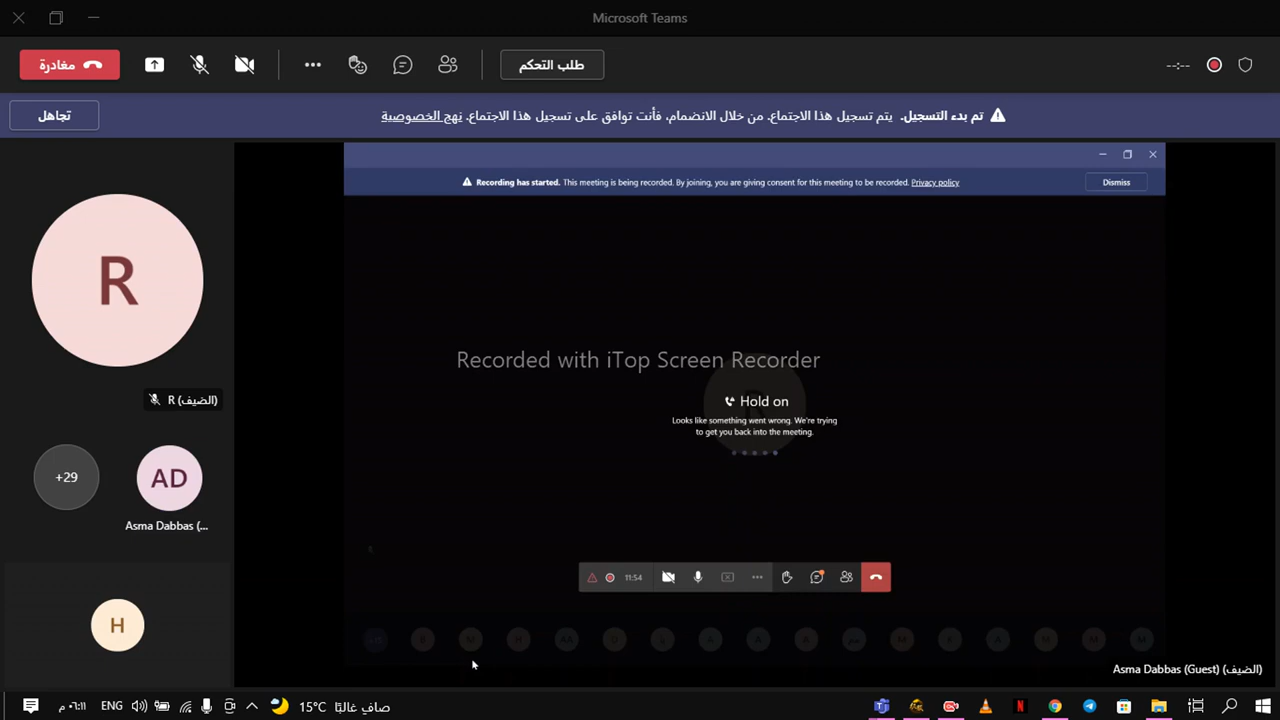 Microsoft Teams
مغادرة
طلب التحكم
--:--
تم بدء التسجيل. يتم تسجيل هذا الاجتماع. من خلال الانضمام، فأنت توافق على تسجيل هذا الاجتماع. نهج الخصوصية
تجاهل
Recording has started. This meeting is being recorded. By joining, you are giving consent for this meeting to be recorded. Privacy policy
Dismiss
R
R (الضيف)
Recorded with iTop Screen Recorder
Hold on
Looks like something went wrong. We're trying
to get you back into the meeting.
+29
AD
Asma Dabbas (...
11:54
H
B
M
H
AA
A
A
A
M
A
M
M
M
Asma Dabbas (Guest) (الضيف)
ENG
٠٦:١١ م
15°C
صافٍ غالبًا